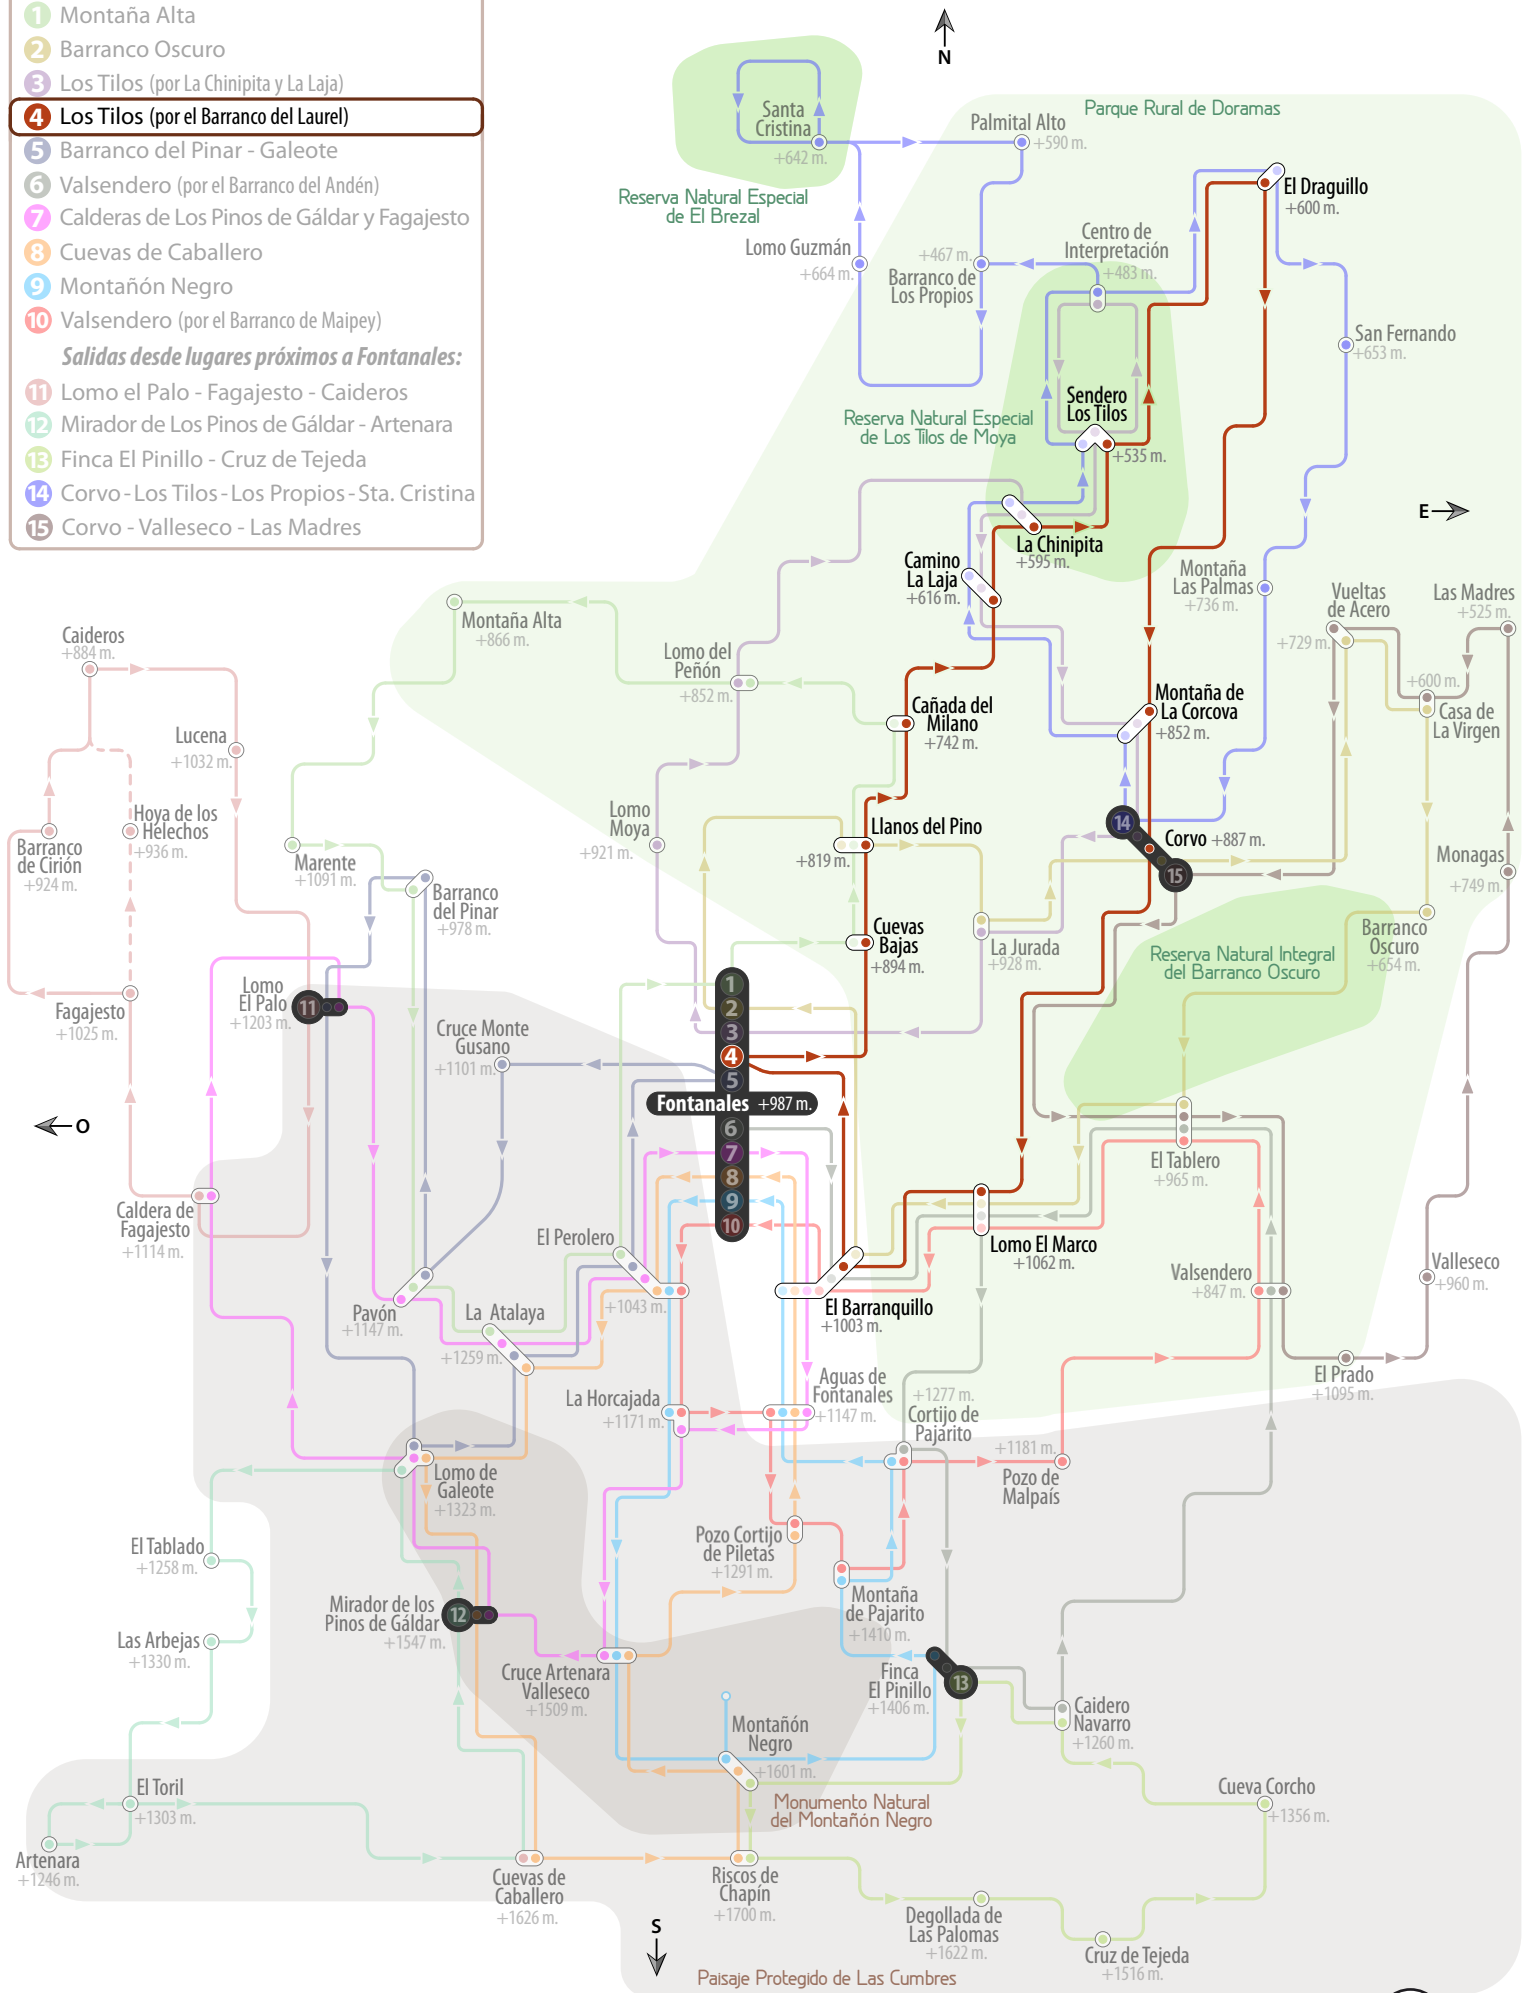 1 Montaña Alta
2 Barranco Oscuro
3 Los Tilos (por La Chinipita y La Laja)
4 Los Tilos (por el Barranco del Laurel)
5 Barranco del Pinar - Galeote
6 Valsendero (por el Barranco del Andén)
7 Calderas de Los Pinos de Gáldar y Fagajesto
8 Cuevas de Caballero
9 Montañón Negro
10 Valsendero (por el Barranco de Maipey)
Salidas desde lugares próximos a Fontanales:
11 Lomo el Palo - Fagajesto - Caideros
12 Mirador de Los Pinos de Gáldar - Artenara
13 Finca El Pinillo - Cruz de Tejeda
14 Corvo - Los Tilos - Los Propios - Sta. Cristina
15 Corvo - Valleseco - Las Madres
N
Parque Rural de Doramas
Santa
Cristina
+642 m.
Palmital Alto
+590 m.
El Draguillo
+600 m.
Reserva Natural Especial
de El Brezal
Lomo Guzmán
+664 m.
+467 m.
Barranco de
Los Propios
Centro de
Interpretación
+483 m.
San Fernando
+653 m.
Sendero
Los Tilos
+535 m.
Reserva Natural Especial
de Los Tilos de Moya
E
La Chinipita
+595 m.
Camino
La Laja
+616 m.
Montaña
Las Palmas
+736 m.
Vueltas
de Acero
+729 m.
Las Madres
+525 m.
Caideros
+884 m.
Montaña Alta
+866 m.
Lomo del
Peñón
+852 m.
Cañada del
Milano
+742 m.
Montaña de
La Corcova
+852 m.
+600 m.
Casa de
La Virgen
Lucena
+1032 m.
Hoya de los
Helechos
+936 m.
Barranco
de Cirión
+924 m.
Marente
+1091 m.
Lomo
Moya
+921 m.
Llanos del Pino
+819 m.
14
Corvo +887 m.
15
Monagas
+749 m.
Barranco
del Pinar
+978 m.
Cuevas
Bajas
+894 m.
La Jurada
+928 m.
Reserva Natural Integral
del Barranco Oscuro
Barranco
Oscuro
+654 m.
Fagajesto
+1025 m.
Lomo
El Palo
+1203 m.
11
Cruce Monte
Gusano
+1101 m.
1
2
3
4
5
Fontanales +987 m.
6
7
8
9
10
O
El Tablero
+965 m.
Caldera de
Fagajesto
+1114 m.
El Perolero
+1043 m.
Lomo El Marco
+1062 m.
El Barranquillo
+1003 m.
Valsendero
+847 m.
Valleseco
+960 m.
Pavón
+1147 m.
La Atalaya
+1259 m.
El Prado
+1095 m.
La Horcajada
+1171 m.
Aguas de
Fontanales
+1147 m.
+1277 m.
Cortijo de
Pajarito
+1181 m.
Pozo de
Malpaís
Lomo de
Galeote
+1323 m.
El Tablado
+1258 m.
Pozo Cortijo
de Piletas
+1291 m.
Montaña
de Pajarito
+1410 m.
Mirador de los
Pinos de Gáldar
+1547 m.
12
Las Arbejas
+1330 m.
Cruce Artenara
Valleseco
+1509 m.
Finca
El Pinillo
+1406 m.
13
Caidero
Navarro
+1260 m.
Montañón
Negro
+1601 m.
Monumento Natural
del Montañón Negro
Cueva Corcho
+1356 m.
El Toril
+1303 m.
Artenara
+1246 m.
Cuevas de
Caballero
+1626 m.
Riscos de
Chapín
+1700 m.
Degollada de
Las Palomas
+1622 m.
Cruz de Tejeda
+1516 m.
S
Paisaje Protegido de Las Cumbres